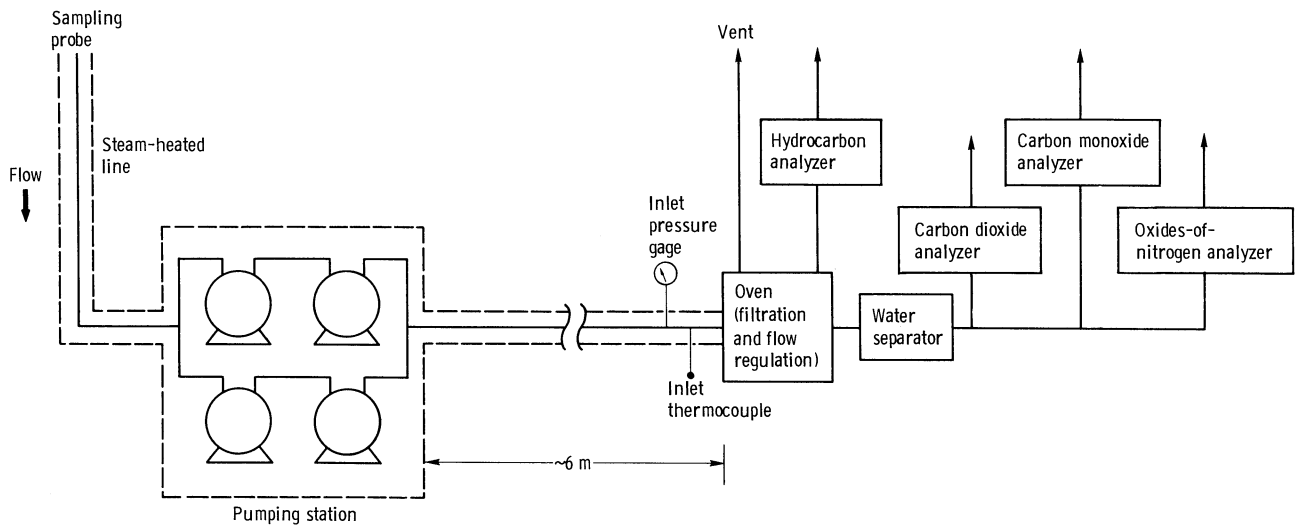 Sampling
probe
Steam-heated
line
Flow
Pumping station
~6 m
Inlet
pressure
gage
Inlet
thermocouple
Vent
Oven
(filtration
and flow
regulation)
Hydrocarbon
analyzer
Water
separator
Carbon dioxide
analyzer
Carbon monoxide
analyzer
Oxides-of-
nitrogen analyzer